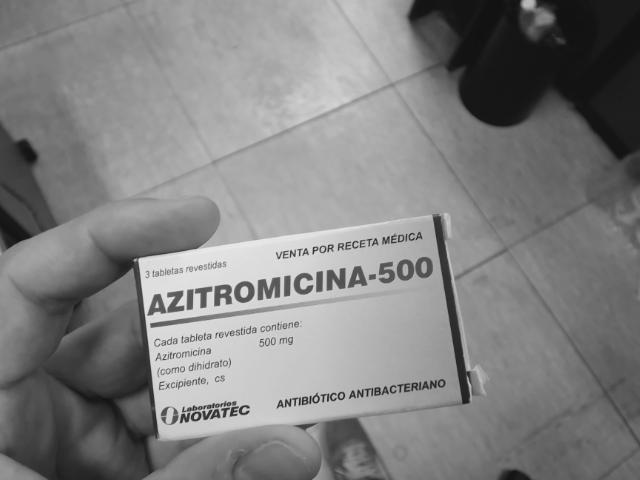 VENTA POR RECETA MÉDICA
3 tabletas revestidas
AZITROMICINA-500
Cada tableta revestida contiene:
Azitromicina 500 mg
(como dihidrato)
Excipiente, cs
Laboratorios
NOVATEC
ANTIBIÓTICO ANTIBACTERIANO